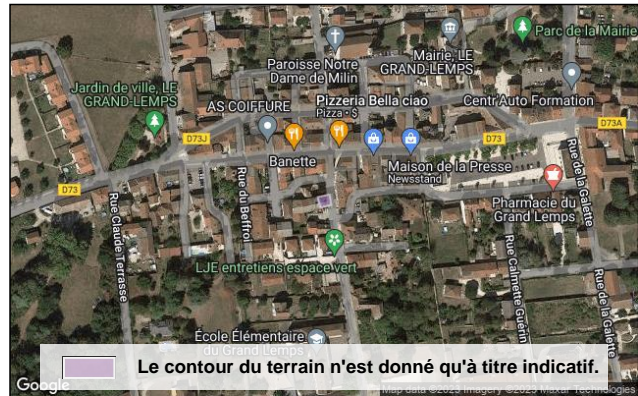 Parc de la Mairie
Mairie, LE
GRAND-LEMPS
Paroisse Notre
Dame de Milin
Jardin de ville, LE
GRAND-LEMPS
AS COIFFURE
Pizzeria Bella ciao
Pizza • $
Centr'Auto Formation
D73J
D73
D73A
Banette
Maison de la Presse
Newsstand
D73
Rue Claude Terrasse
Rue du Beffroi
Rue de la Galette
Pharmacie du
Grand Lemps
LJE entretiens espace vert
Rue Calmette Guérin
Rue de la Galette
École Élémentaire
du Grand Lemps
Le contour du terrain n'est donné qu'à titre indicatif.
Google
Map data ©2023 Imagery ©2023 Maxar Technologies